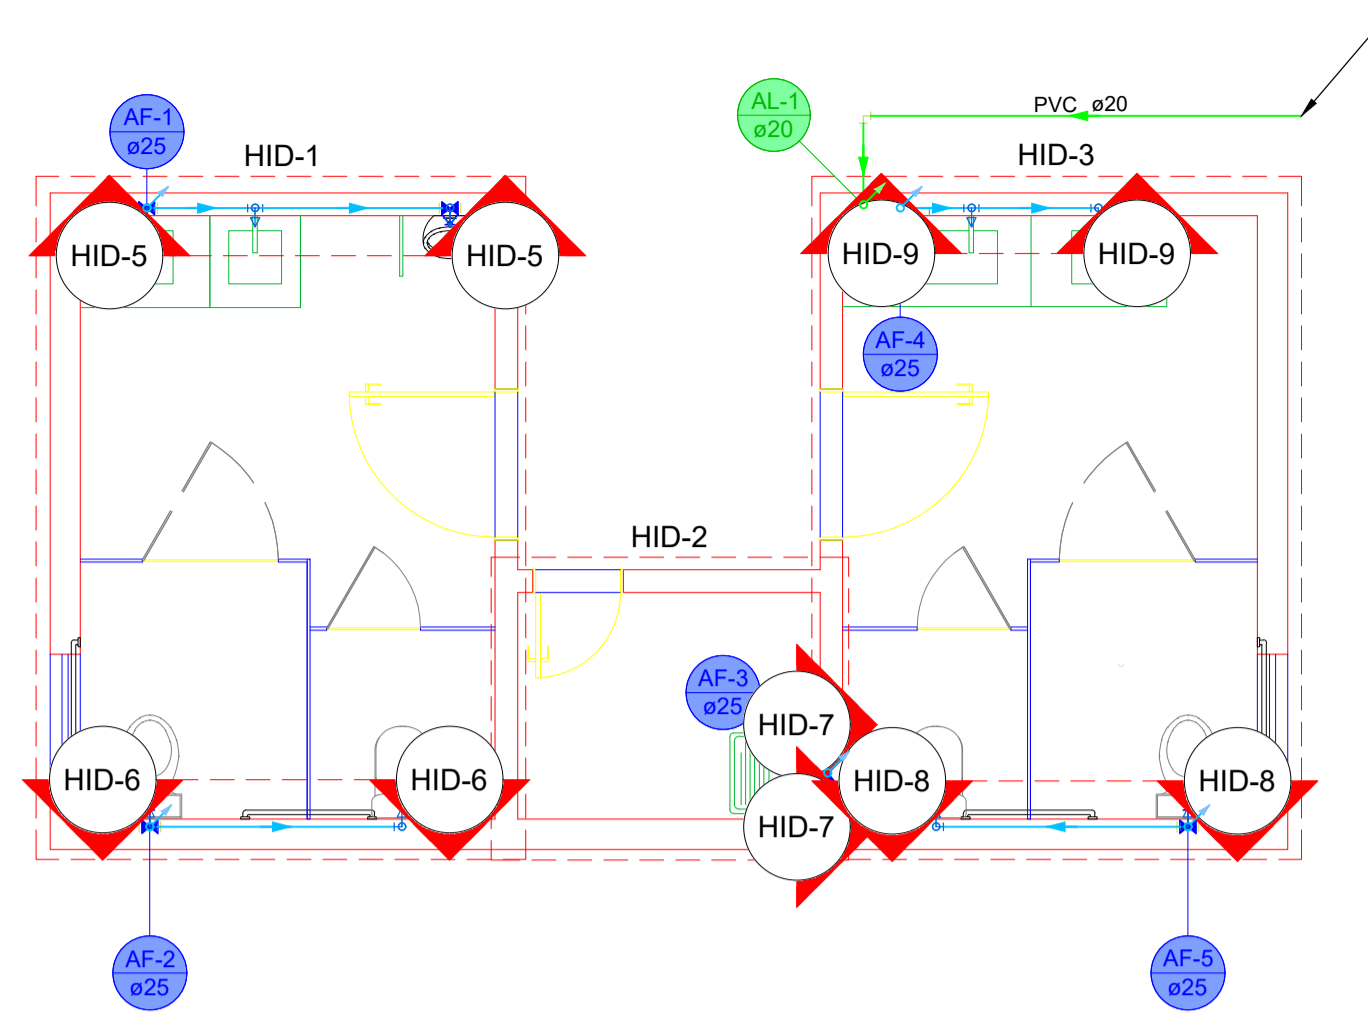 AL-1
ø20
PVC ø20
AF-1
ø25
HID-1
HID-3
HID-5
HID-5
HID-9
HID-9
AF-4
ø25
HID-2
AF-3
ø25
HID-7
HID-6
HID-6
HID-8
HID-8
HID-7
AF-2
ø25
AF-5
ø25